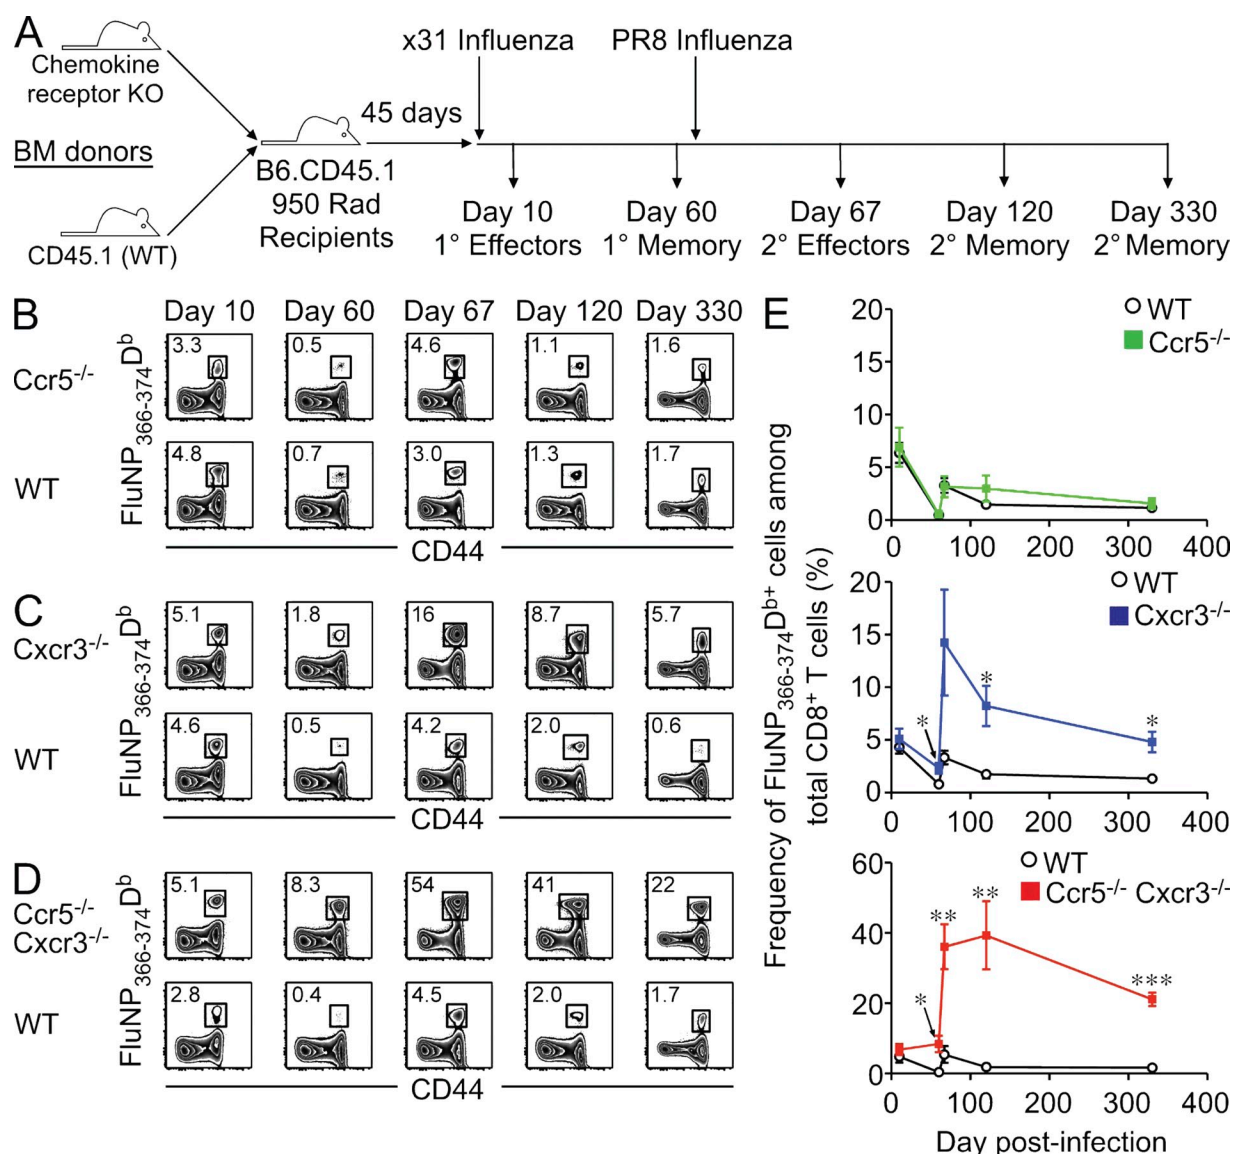 A
Chemokine
receptor KO
BM donors
CD45.1 (WT)
B6.CD45.1
950 Rad
Recipients
45 days
x31 Influenza
PR8 Influenza
Day 10
1° Effectors
Day 60
1° Memory
Day 67
2° Effectors
Day 120
2° Memory
Day 330
2° Memory
B
Day 10 Day 60 Day 67 Day 120 Day 330
Ccr5-/-
3.3 0.5 4.6 1.1 1.6
WT
4.8 0.7 3.0 1.3 1.7
FluNP366-374Db
CD44
C
Cxcr3-/-
5.1 1.8 16 8.7 5.7
WT
4.6 0.5 4.2 2.0 0.6
FluNP366-374Db
CD44
D
Ccr5-/-
Cxcr3-/-
5.1 8.3 54 41 22
WT
2.8 0.4 4.5 2.0 1.7
FluNP366-374Db
CD44
E
Frequency of FluNP366-374Db+ cells among
total CD8+ T cells (%)
WT
Ccr5-/-
20
15
10
5
0
0 100 200 300 400
WT
Cxcr3-/-
20
15
10
5
0
* * *
0 100 200 300 400
WT
Ccr5-/- Cxcr3-/-
60
40
20
0
* ** ** ***
0 100 200 300 400
Day post-infection